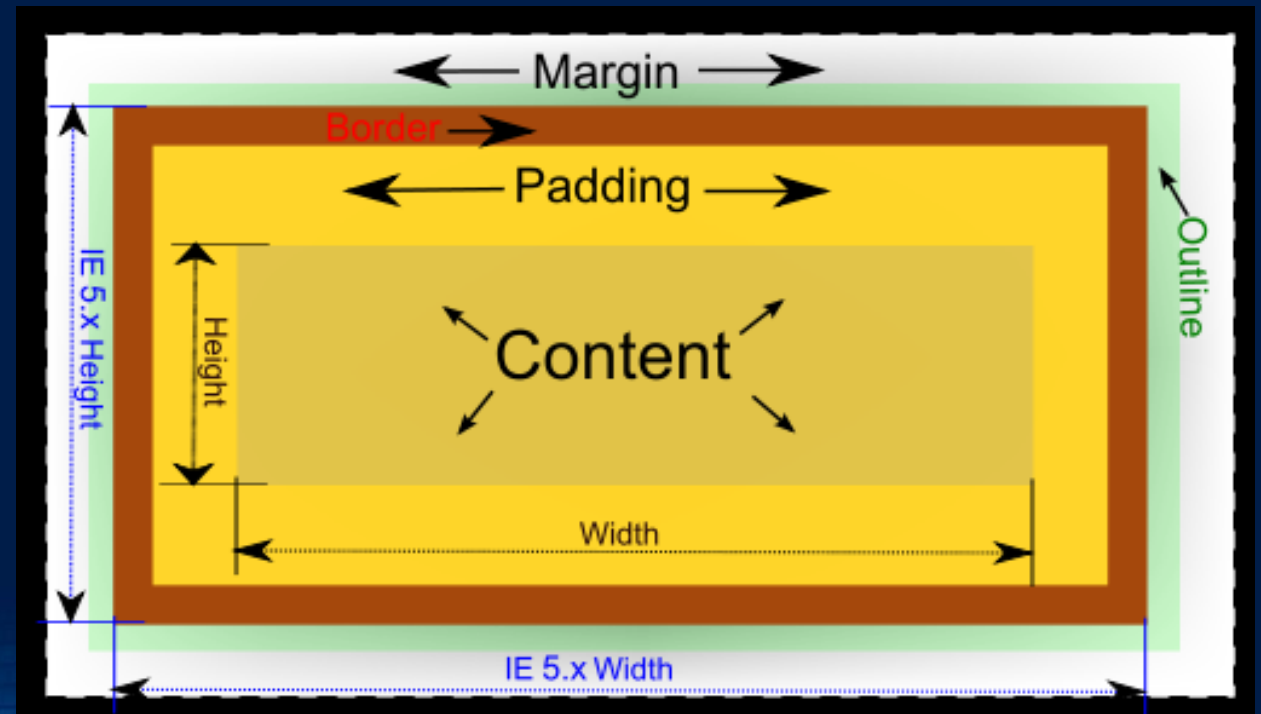 Margin
Border
Padding
Outline
IE 5.x Height
Height
Content
Width
IE 5.x Width